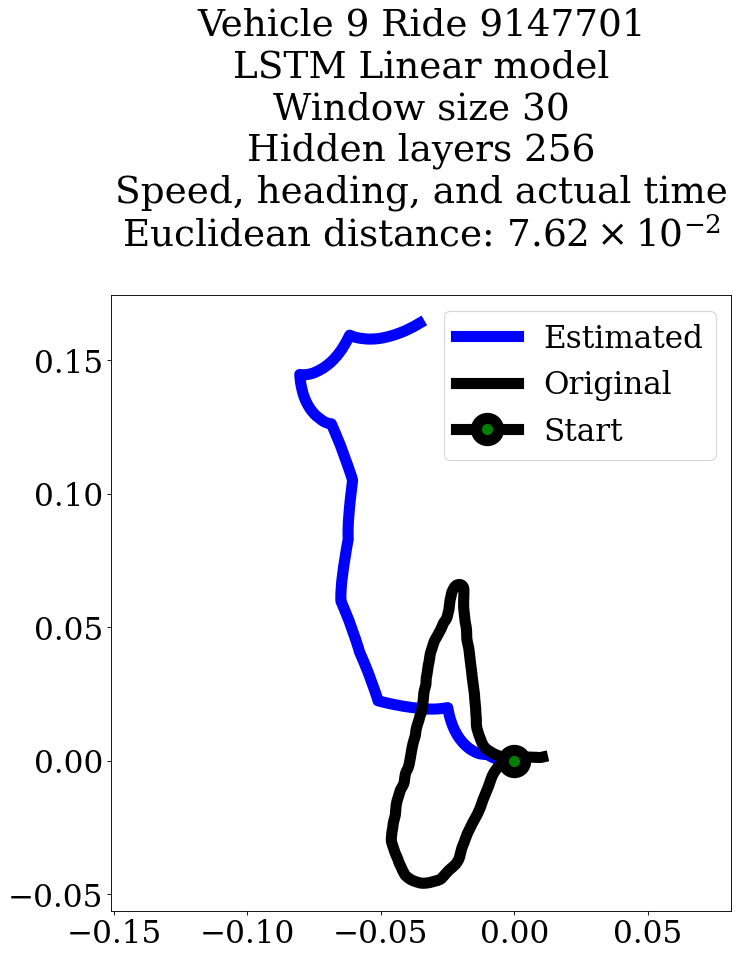 Vehicle 9 Ride 9147701
LSTM Linear model
Window size 30
Hidden layers 256
Speed, heading, and actual time
Euclidean distance: 7.62 × 10⁻²
Estimated
Original
Start
0.15
0.10
0.05
0.00
−0.05
−0.15
−0.10
−0.05
0.00
0.05